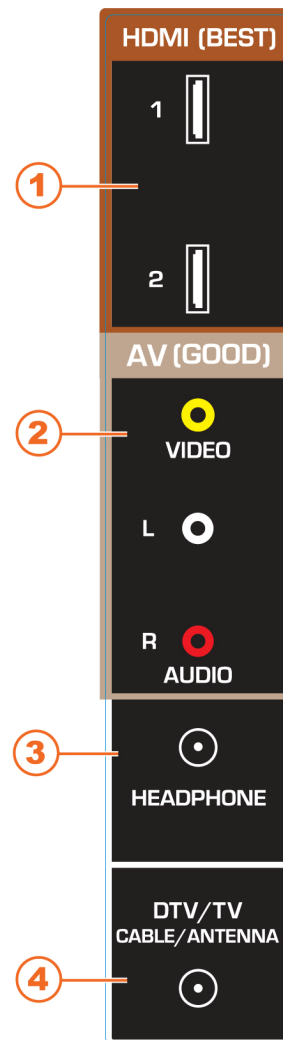 HDMI (BEST)
1
1
2
AV (GOOD)
2
VIDEO
L
R
AUDIO
3
HEADPHONE
DTV/TV
CABLE/ANTENNA
4